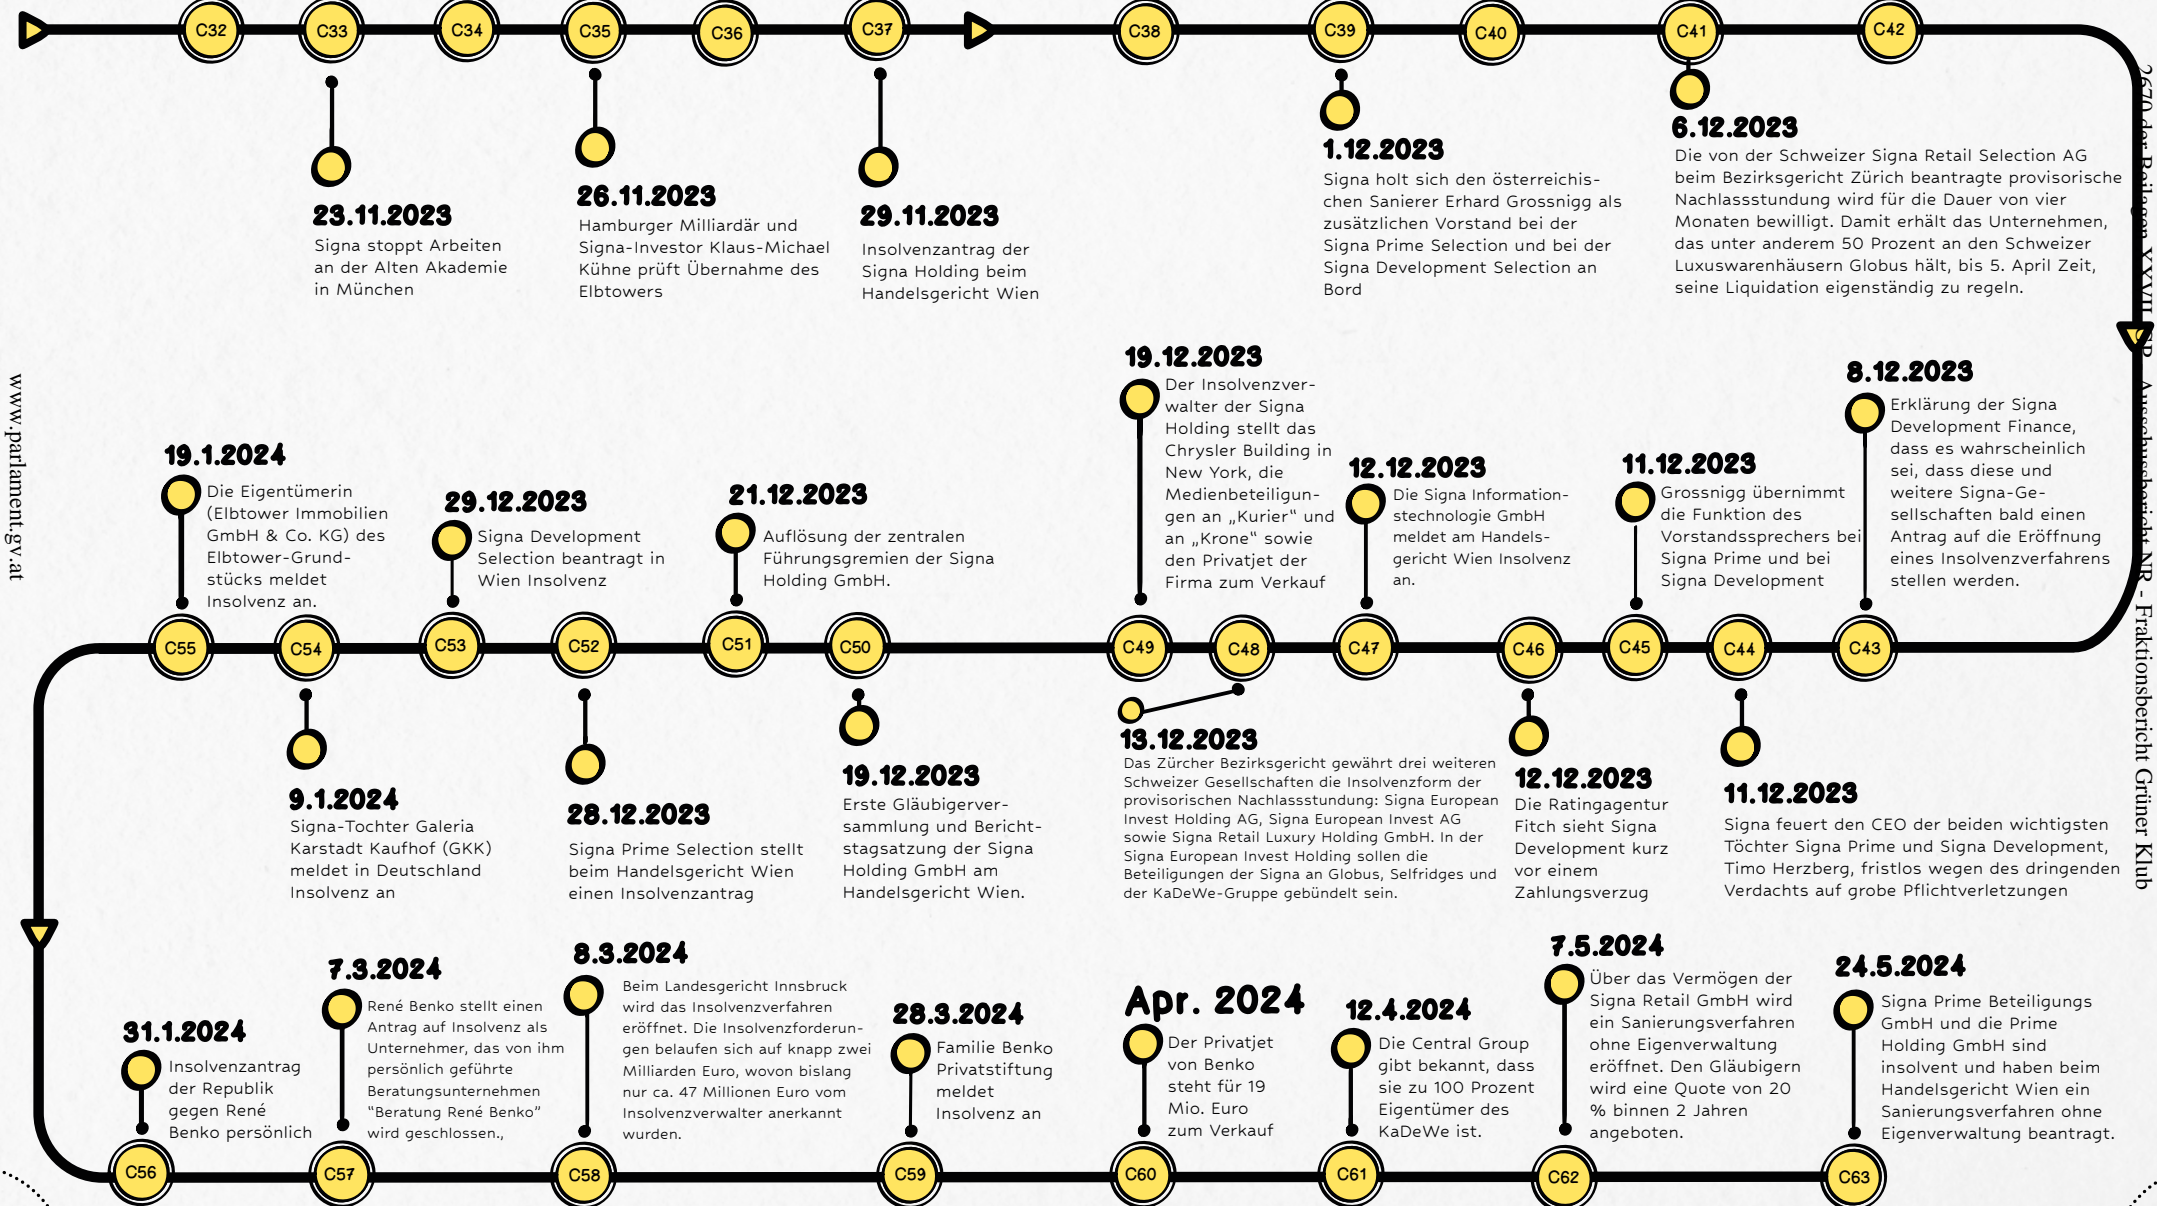 C32
C33
C34
C35
C36
C37
C38
C39
C40
C41
C42
23.11.2023
Signa stoppt Arbeiten
an der Alten Akademie
in München
26.11.2023
Hamburger Milliardär und
Signa-Investor Klaus-Michael
Kühne prüft Übernahme des
Elbtowers
29.11.2023
Insolvenzantrag der
Signa Holding beim
Handelsgericht Wien
1.12.2023
Signa holt sich den österreichis-
chen Sanierer Erhard Grossnigg als
zusätzlichen Vorstand bei der
Signa Prime Selection und bei der
Signa Development Selection an
Bord
6.12.2023
Die von der Schweizer Signa Retail Selection AG
beim Bezirksgericht Zürich beantragte provisorische
Nachlassstundung wird für die Dauer von vier
Monaten bewilligt. Damit erhält das Unternehmen,
das unter anderem 50 Prozent an den Schweizer
Luxuswarenhäusern Globus hält, bis 5. April Zeit,
seine Liquidation eigenständig zu regeln.
8.12.2023
Erklärung der Signa
Development Finance,
dass es wahrscheinlich
sei, dass diese und
weitere Signa-Ge-
sellschaften bald einen
Antrag auf die Eröffnung
eines Insolvenzverfahrens
stellen werden.
11.12.2023
Grossnigg übernimmt
die Funktion des
Vorstandssprechers bei
Signa Prime und bei
Signa Development
12.12.2023
Die Signa Information-
stechnologie GmbH
meldet am Handels-
gericht Wien Insolvenz
an.
19.12.2023
Der Insolvenzver-
walter der Signa
Holding stellt das
Chrysler Building in
New York, die
Medienbeteiligun-
gen an „Kurier“ und
an „Krone“ sowie
den Privatjet der
Firma zum Verkauf
21.12.2023
Auflösung der zentralen
Führungsgremien der Signa
Holding GmbH.
29.12.2023
Signa Development
Selection beantragt in
Wien Insolvenz
19.1.2024
Die Eigentümerin
(Elbtower Immobilien
GmbH & Co. KG) des
Elbtower-Grund-
stücks meldet
Insolvenz an.
C43
C44
C45
C46
C47
C48
C49
C50
C51
C52
C53
C54
C55
11.12.2023
Signa feuert den CEO der beiden wichtigsten
Töchter Signa Prime und Signa Development,
Timo Herzberg, fristlos wegen des dringenden
Verdachts auf grobe Pflichtverletzungen
12.12.2023
Die Ratingagentur
Fitch sieht Signa
Development kurz
vor einem
Zahlungsverzug
13.12.2023
Das Zürcher Bezirksgericht gewährt drei weiteren
Schweizer Gesellschaften die Insolvenzform der
provisorischen Nachlassstundung: Signa European
Invest Holding AG, Signa European Invest AG
sowie Signa Retail Luxury Holding GmbH. In der
Signa European Invest Holding sollen die
Beteiligungen der Signa an Globus, Selfridges und
der KaDeWe-Gruppe gebündelt sein.
19.12.2023
Erste Gläubigerver-
sammlung und Bericht-
stagsatzung der Signa
Holding GmbH am
Handelsgericht Wien.
28.12.2023
Signa Prime Selection stellt
beim Handelsgericht Wien
einen Insolvenzantrag
9.1.2024
Signa-Tochter Galeria
Karstadt Kaufhof (GKK)
meldet in Deutschland
Insolvenz an
31.1.2024
Insolvenzantrag
der Republik
gegen René
Benko persönlich
7.3.2024
René Benko stellt einen
Antrag auf Insolvenz als
Unternehmer, das von ihm
persönlich geführte
Beratungsunternehmen
"Beratung René Benko"
wird geschlossen.,
8.3.2024
Beim Landesgericht Innsbruck
wird das Insolvenzverfahren
eröffnet. Die Insolvenzforderun-
gen belaufen sich auf knapp zwei
Milliarden Euro, wovon bislang
nur ca. 47 Millionen Euro vom
Insolvenzverwalter anerkannt
wurden.
28.3.2024
Familie Benko
Privatstiftung
meldet
Insolvenz an
Apr. 2024
Der Privatjet
von Benko
steht für 19
Mio. Euro
zum Verkauf
12.4.2024
Die Central Group
gibt bekannt, dass
sie zu 100 Prozent
Eigentümer des
KaDeWe ist.
7.5.2024
Über das Vermögen der
Signa Retail GmbH wird
ein Sanierungsverfahren
ohne Eigenverwaltung
eröffnet. Den Gläubigern
wird eine Quote von 20
% binnen 2 Jahren
angeboten.
24.5.2024
Signa Prime Beteiligungs
GmbH und die Prime
Holding GmbH sind
insolvent und haben beim
Handelsgericht Wien ein
Sanierungsverfahren ohne
Eigenverwaltung beantragt.
C56
C57
C58
C59
C60
C61
C62
C63
www.parlament.gv.at
2670 der Beilagen XXVII. GP - Ausschussbericht NR - Fraktionsbericht Grüner Klub